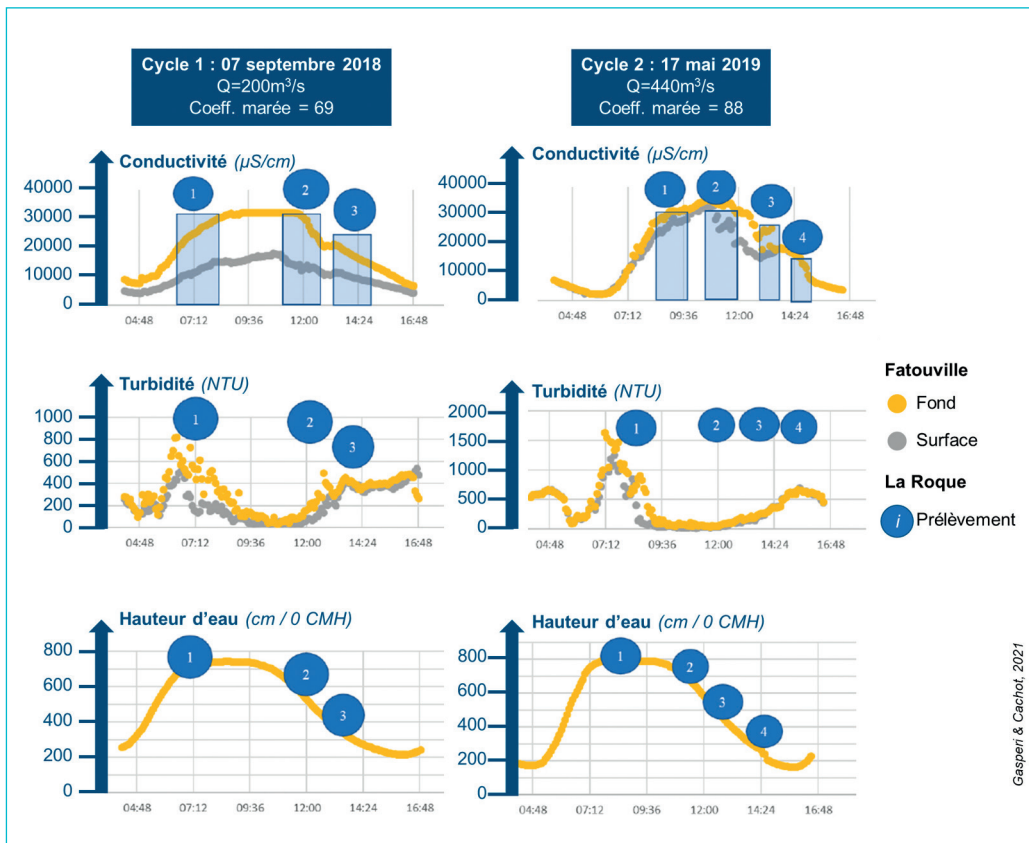 Cycle 1 : 07 septembre 2018
Q=200m³/s
Coeff. marée = 69
Cycle 2 : 17 mai 2019
Q=440m³/s
Coeff. marée = 88
Conductivité (µS/cm)
40000
30000
20000
10000
0
1
2
3
04:48 07:12 09:36 12:00 14:24 16:48
Conductivité (µS/cm)
40000
30000
20000
10000
0
1
2
3
4
04:48 07:12 09:36 12:00 14:24 16:48
Turbidité (NTU)
1000
800
600
400
200
0
1
2
3
04:48 07:12 09:36 12:00 14:24 16:48
Turbidité (NTU)
2000
1500
1000
500
0
1
2
3
4
04:48 07:12 09:36 12:00 14:24 16:48
Fatouville
Fond
Surface
La Roque
i Prélèvement
Hauteur d'eau (cm / 0 CMH)
800
600
400
200
0
1
2
3
04:48 07:12 09:36 12:00 14:24 16:48
Hauteur d'eau (cm / 0 CMH)
800
600
400
200
0
1
2
3
4
04:48 07:12 09:36 12:00 14:24 16:48
Gasperi & Cachot, 2021